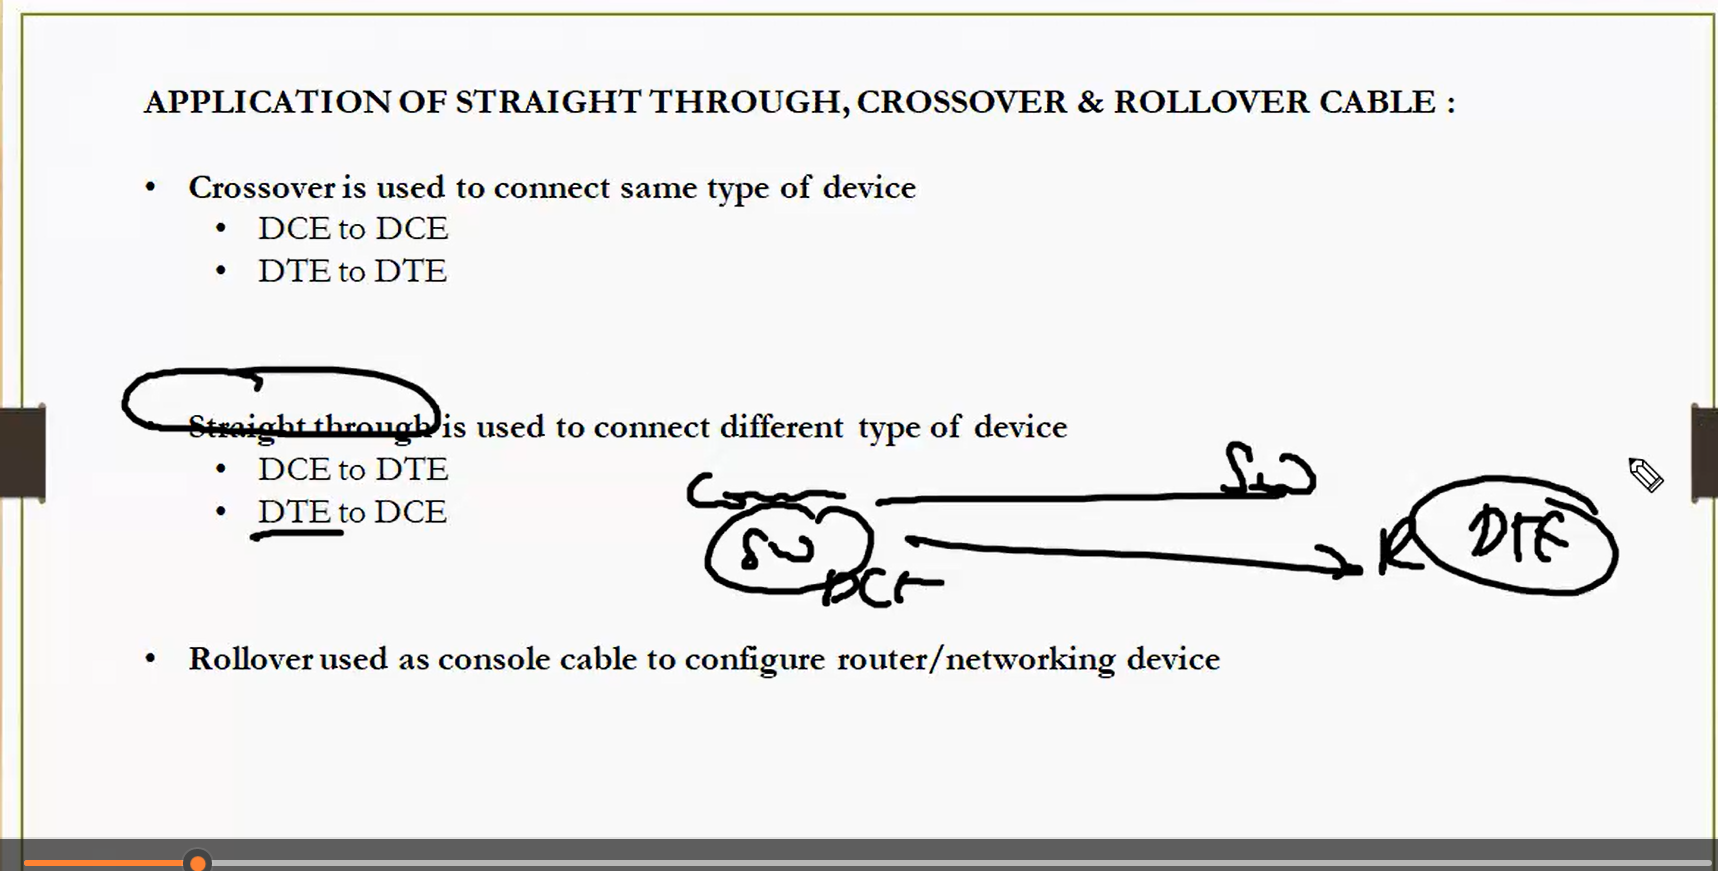 APPLICATION OF STRAIGHT THROUGH, CROSSOVER & ROLLOVER CABLE :
• Crossover is used to connect same type of device
• DCE to DCE
• DTE to DTE
Straight through is used to connect different type of device
• DCE to DTE
• DTE to DCE
SW
SW
DCE
R
DTE
• Rollover used as console cable to configure router/networking device